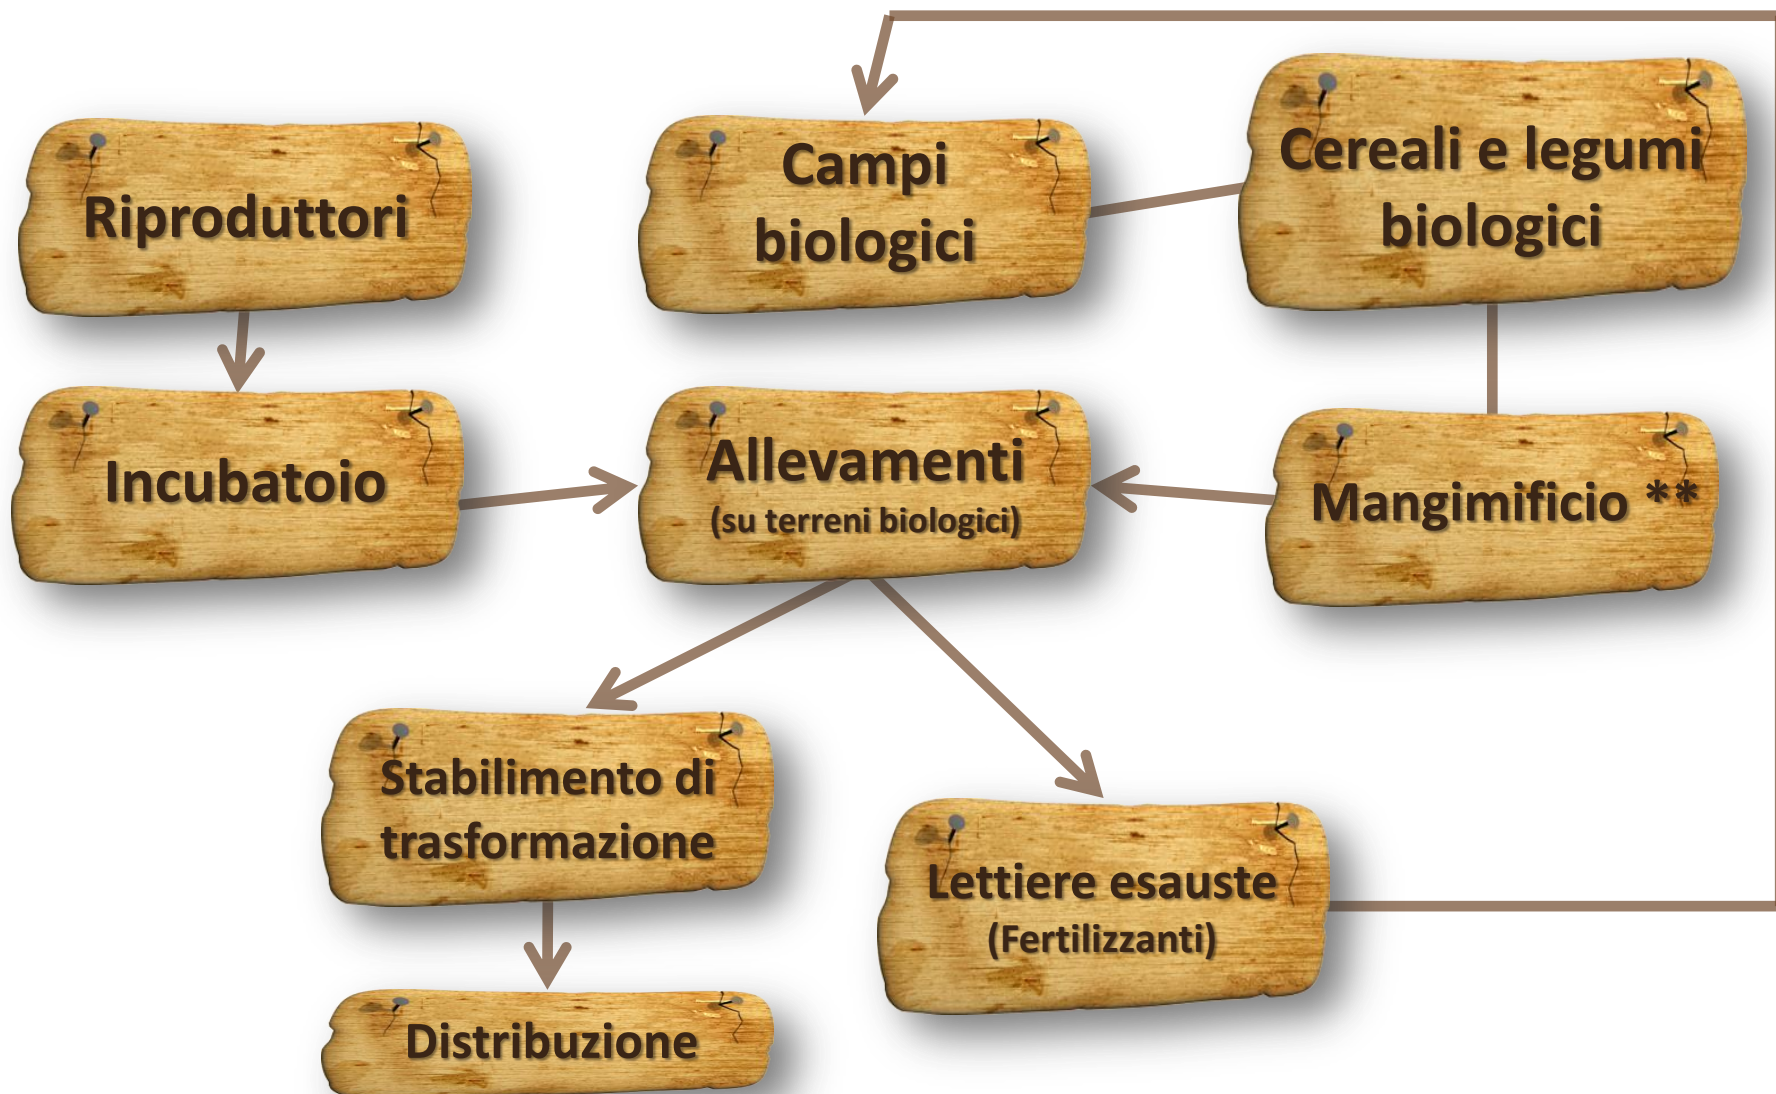 Riproduttori
Campi
biologici
Cereali e legumi
biologici
Incubatoio
Allevamenti
(su terreni biologici)
Mangimificio **
Stabilimento di
trasformazione
Lettiere esauste
(Fertilizzanti)
Distribuzione